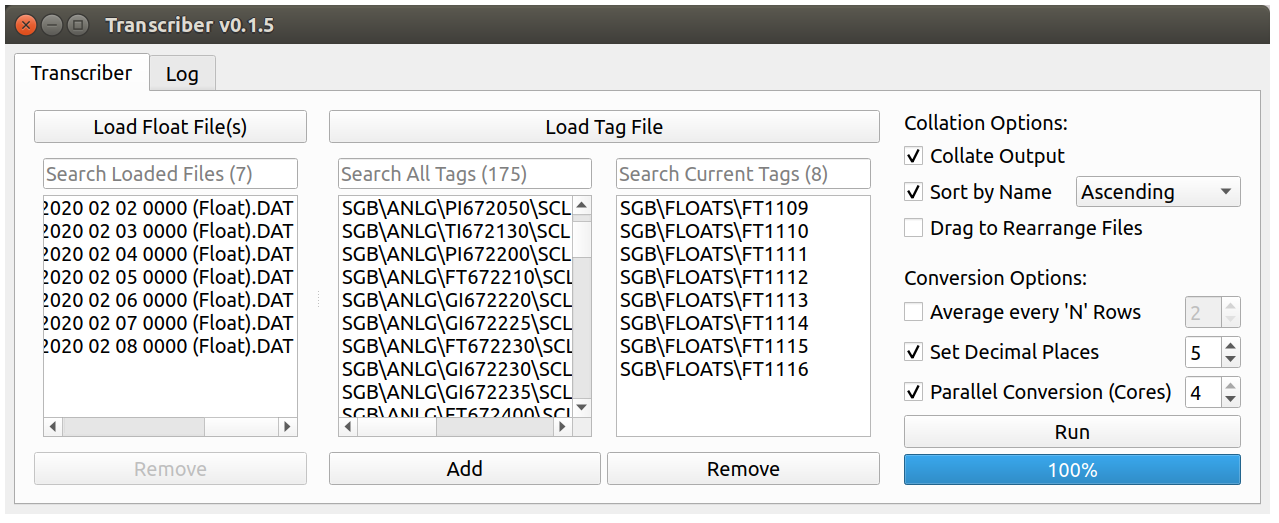 Transcriber v0.1.5
Transcriber
Log
Load Float File(s)
Search Loaded Files (7)
2020 02 02 0000 (Float).DAT
2020 02 03 0000 (Float).DAT
2020 02 04 0000 (Float).DAT
2020 02 05 0000 (Float).DAT
2020 02 06 0000 (Float).DAT
2020 02 07 0000 (Float).DAT
2020 02 08 0000 (Float).DAT
Remove
Load Tag File
Search All Tags (175)
SGB\ANLG\PI672050\SCL
SGB\ANLG\TI672130\SCL
SGB\ANLG\PI672200\SCL
SGB\ANLG\FT672210\SCL
SGB\ANLG\GI672220\SCL
SGB\ANLG\GI672225\SCL
SGB\ANLG\FT672230\SCL
SGB\ANLG\GI672230\SCL
SGB\ANLG\GI672235\SCL
SGB\ANLG\FT672400\SCL
Add
Search Current Tags (8)
SGB\FLOATS\FT1109
SGB\FLOATS\FT1110
SGB\FLOATS\FT1111
SGB\FLOATS\FT1112
SGB\FLOATS\FT1113
SGB\FLOATS\FT1114
SGB\FLOATS\FT1115
SGB\FLOATS\FT1116
Remove
Collation Options:
Collate Output
Sort by Name Ascending
Drag to Rearrange Files
Conversion Options:
Average every 'N' Rows 2
Set Decimal Places 5
Parallel Conversion (Cores) 4
Run
100%